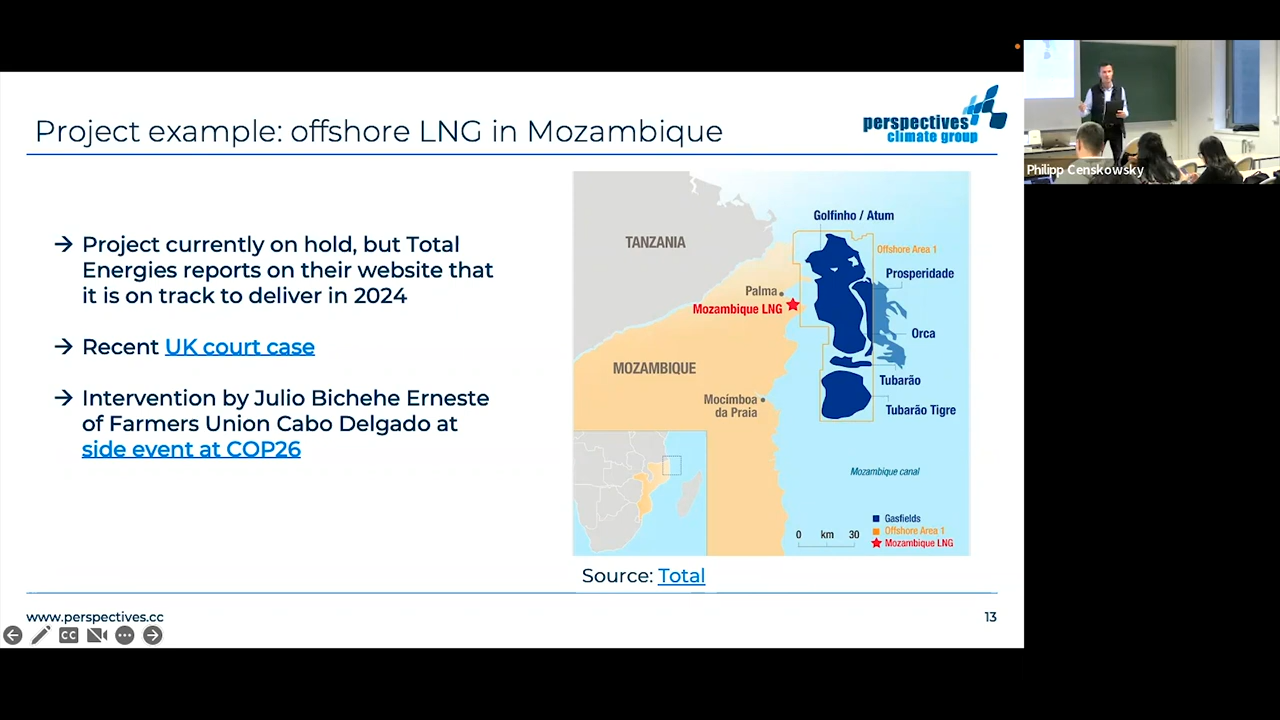 Project example: offshore LNG in Mozambique
perspectives
climate group
Philipp Censkowsky
→ Project currently on hold, but Total
Energies reports on their website that
it is on track to deliver in 2024
→ Recent UK court case
→ Intervention by Julio Bichehe Erneste
of Farmers Union Cabo Delgado at
side event at COP26
Golfinho / Atum
TANZANIA
Offshore Area 1
Prosperidade
Palma
Mozambique LNG
Orca
MOZAMBIQUE
Tubarão
Mocímboa
da Praia
Tubarão Tigre
Mozambique canal
Gasfields
Offshore Area 1
Mozambique LNG
0 km 30
Source: Total
www.perspectives.cc
13
CC